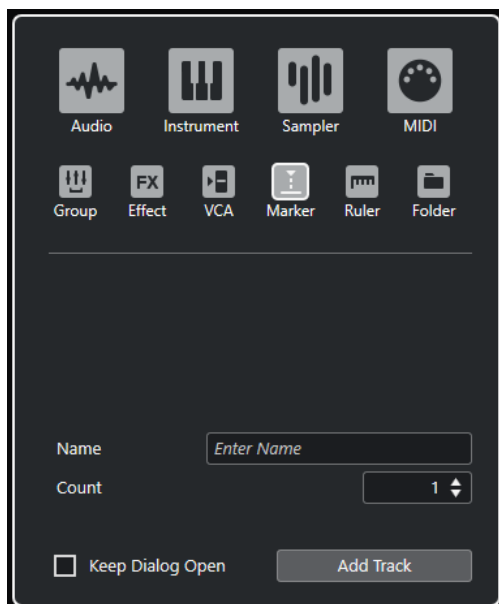 Audio Instrument Sampler MIDI
FX
Group Effect VCA Marker Ruler Folder
Name Enter Name
Count 1
Keep Dialog Open Add Track